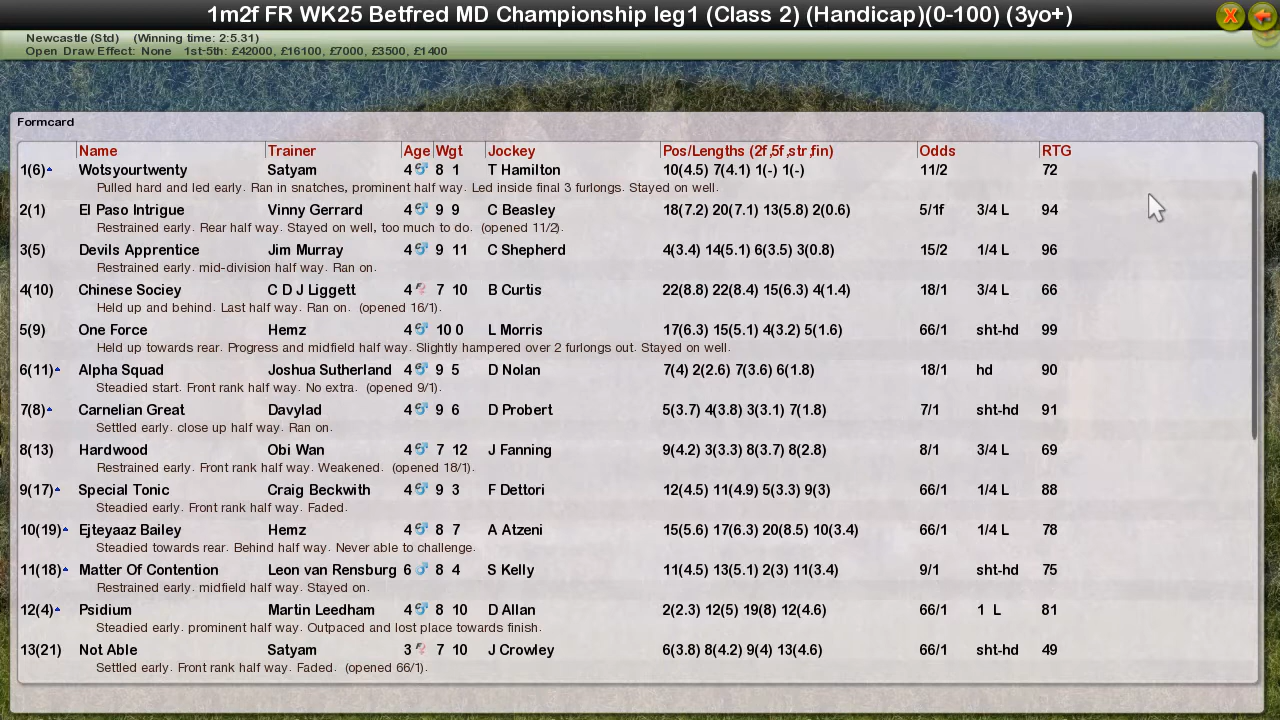 1m2f FR WK25 Betfred MD Championship leg1 (Class 2) (Handicap)(0-100) (3yo+)
Newcastle (Std) (Winning time: 2:5.31)
Open Draw Effect: None 1st-5th: £42000, £16100, £7000, £3500, £1400
Formcard
Name Trainer Age Wgt Jockey Pos/Lengths (2f,5f,str,fin) Odds RTG
1(6) Wotsyourtwenty Satyam 4 8 1 T Hamilton 10(4.5) 7(4.1) 1(-) 1(-) 11/2 72
Pulled hard and led early. Ran in snatches, prominent half way. Led inside final 3 furlongs. Stayed on well.
2(1) El Paso Intrigue Vinny Gerrard 4 9 9 C Beasley 18(7.2) 20(7.1) 13(5.8) 2(0.6) 5/1f 3/4 L 94
Restrained early. Rear half way. Stayed on well, too much to do. (opened 11/2).
3(5) Devils Apprentice Jim Murray 4 9 11 C Shepherd 4(3.4) 14(5.1) 6(3.5) 3(0.8) 15/2 1/4 L 96
Restrained early. mid-division half way. Ran on.
4(10) Chinese Sociey C D J Liggett 4 7 10 B Curtis 22(8.8) 22(8.4) 15(6.3) 4(1.4) 18/1 3/4 L 66
Held up and behind. Last half way. Ran on. (opened 16/1).
5(9) One Force Hemz 4 10 0 L Morris 17(6.3) 15(5.1) 4(3.2) 5(1.6) 66/1 sht-hd 99
Held up towards rear. Progress and midfield half way. Slightly hampered over 2 furlongs out. Stayed on well.
6(11) Alpha Squad Joshua Sutherland 4 9 5 D Nolan 7(4) 2(2.6) 7(3.6) 6(1.8) 18/1 hd 90
Steadied start. Front rank half way. No extra. (opened 9/1).
7(8) Carnelian Great Davylad 4 9 6 D Probert 5(3.7) 4(3.8) 3(3.1) 7(1.8) 7/1 sht-hd 91
Settled early. close up half way. Ran on.
8(13) Hardwood Obi Wan 4 7 12 J Fanning 9(4.2) 3(3.3) 8(3.7) 8(2.8) 8/1 3/4 L 69
Restrained early. Front rank half way. Weakened. (opened 18/1).
9(17) Special Tonic Craig Beckwith 4 9 3 F Dettori 12(4.5) 11(4.9) 5(3.3) 9(3) 66/1 1/4 L 88
Steadied early. Front rank half way. Faded.
10(19) Ejteyaaz Bailey Hemz 4 8 7 A Atzeni 15(5.6) 17(6.3) 20(8.5) 10(3.4) 66/1 1/4 L 78
Steadied towards rear. Behind half way. Never able to challenge.
11(18) Matter Of Contention Leon van Rensburg 6 8 4 S Kelly 11(4.5) 13(5.1) 2(3) 11(3.4) 9/1 sht-hd 75
Restrained early. midfield half way. Stayed on.
12(4) Psidium Martin Leedham 4 8 10 D Allan 2(2.3) 12(5) 19(8) 12(4.6) 66/1 1 L 81
Steadied early. prominent half way. Outpaced and lost place towards finish.
13(21) Not Able Satyam 3 7 10 J Crowley 6(3.8) 8(4.2) 9(4) 13(4.6) 66/1 sht-hd 49
Settled early. Front rank half way. Faded. (opened 66/1).